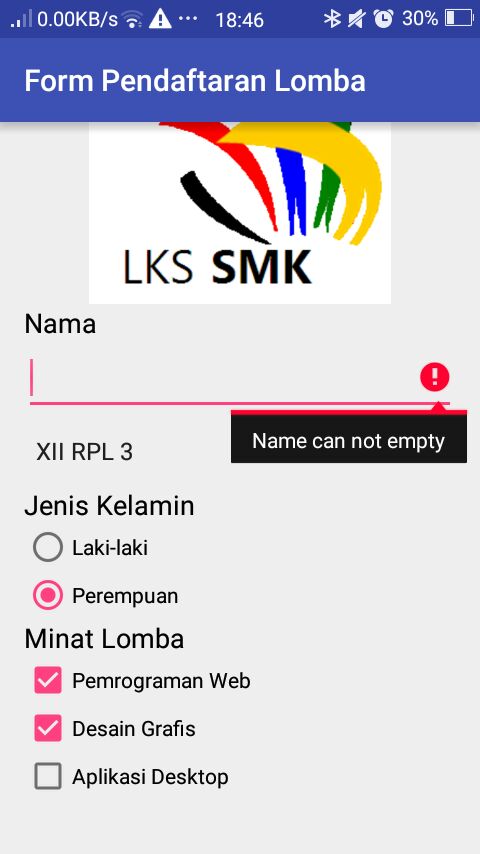 0.00KB/s ... 18:46 30%
Form Pendaftaran Lomba
LKS SMK
Nama
Name can not empty
XII RPL 3
Jenis Kelamin
Laki-laki
Perempuan
Minat Lomba
Pemrograman Web
Desain Grafis
Aplikasi Desktop